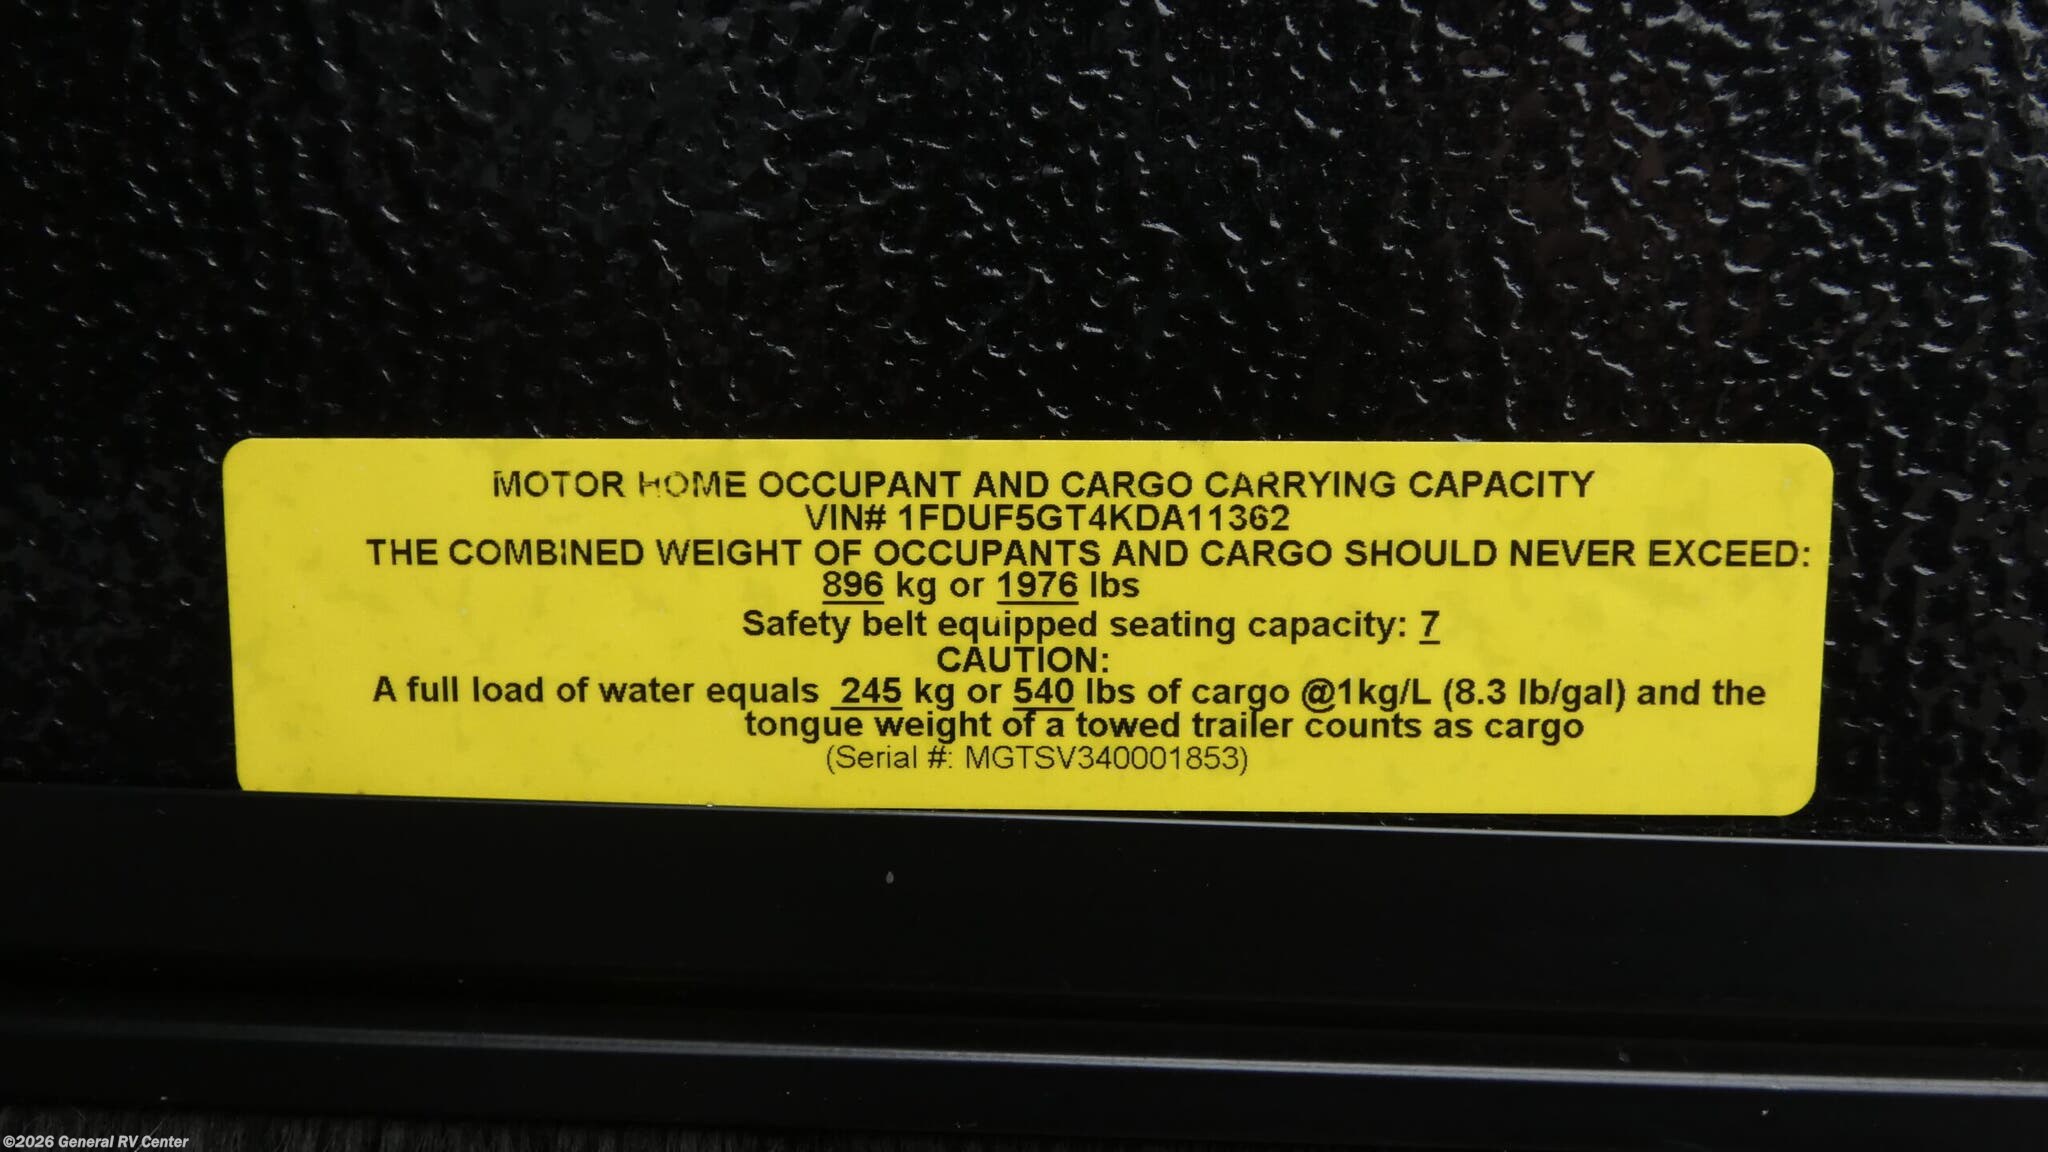 MOTOR HOME OCCUPANT AND CARGO CARRYING CAPACITY
VIN# 1FDUF5GT4KDA11362
THE COMBINED WEIGHT OF OCCUPANTS AND CARGO SHOULD NEVER EXCEED:
896 kg or 1976 lbs
Safety belt equipped seating capacity: 7
CAUTION:
A full load of water equals 245 kg or 540 lbs of cargo @1kg/L (8.3 lb/gal) and the
tongue weight of a towed trailer counts as cargo
(Serial #: MGTSV340001853)
©2026 General RV Center